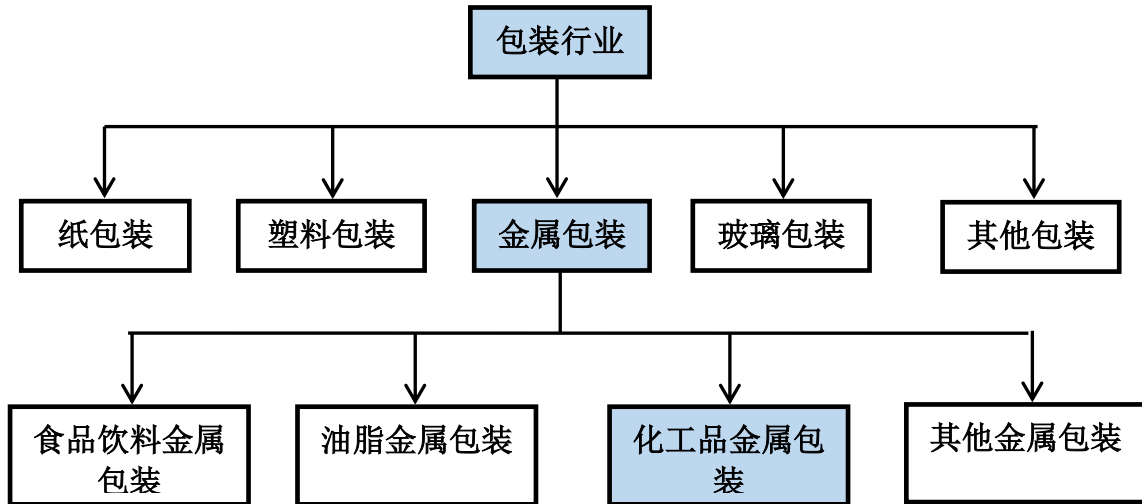 包装行业
纸包装
塑料包装
金属包装
玻璃包装
其他包装
食品饮料金属
包装
油脂金属包装
化工品金属包
装
其他金属包装